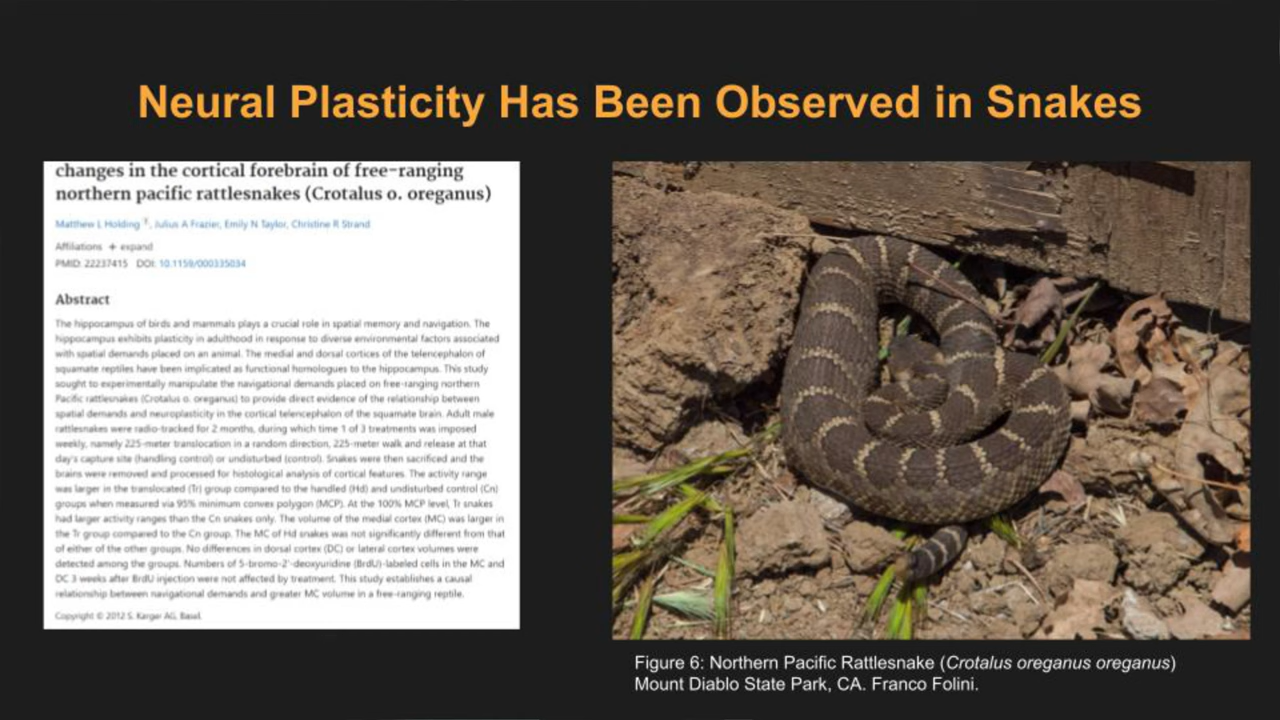 Neural Plasticity Has Been Observed in Snakes
changes in the cortical forebrain of free-ranging
northern pacific rattlesnakes (Crotalus o. oreganus)
Matthew L Holding 1, Julius A Frazier, Emily N Taylor, Christine R Strand
Affiliations + expand
PMID: 22237415 DOI: 10.1159/000335034
Abstract
The hippocampus of birds and mammals plays a crucial role in spatial memory and navigation. The
hippocampus exhibits plasticity in adulthood in response to diverse environmental factors associated
with spatial demands placed on an animal. The medial and dorsal cortices of the telencephalon of
squamate reptiles have been implicated as functional homologues to the hippocampus. This study
sought to experimentally manipulate the navigational demands placed on free-ranging northern
Pacific rattlesnakes (Crotalus o. oreganus) to provide direct evidence of the relationship between
spatial demands and neuroplasticity in the cortical telencephalon of the squamate brain. Adult male
rattlesnakes were radio-tracked for 2 months, during which time 1 of 3 treatments was imposed
weekly, namely 225-meter translocation in a random direction, 225-meter walk and release at that
day's capture site (handling control) or undisturbed (control). Snakes were then sacrificed and the
brains were removed and processed for histological analysis of cortical features. The activity range
was larger in the translocated (Tr) group compared to the handled (Hd) and undisturbed control (Cn)
groups when measured via 95% minimum convex polygon (MCP). At the 100% MCP level, Tr snakes
had larger activity ranges than the Cn snakes only. The volume of the medial cortex (MC) was larger in
the Tr group compared to the Cn group. The MC of Hd snakes was not significantly different from that
of either of the other groups. No differences in dorsal cortex (DC) or lateral cortex volumes were
detected among the groups. Numbers of 5-bromo-2'-deoxyuridine (BrdU)-labeled cells in the MC and
DC 3 weeks after BrdU injection were not affected by treatment. This study establishes a causal
relationship between navigational demands and greater MC volume in a free-ranging reptile.
Copyright © 2012 S. Karger AG, Basel.
Figure 6: Northern Pacific Rattlesnake (Crotalus oreganus oreganus)
Mount Diablo State Park, CA. Franco Folini.